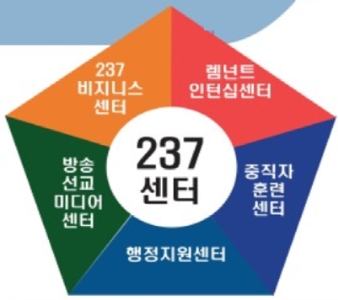 237
비지니스
센터
렘넌트
인턴십센터
237
센터
방송
선교
미디어
센터
중직자
훈련
센터
행정지원센터